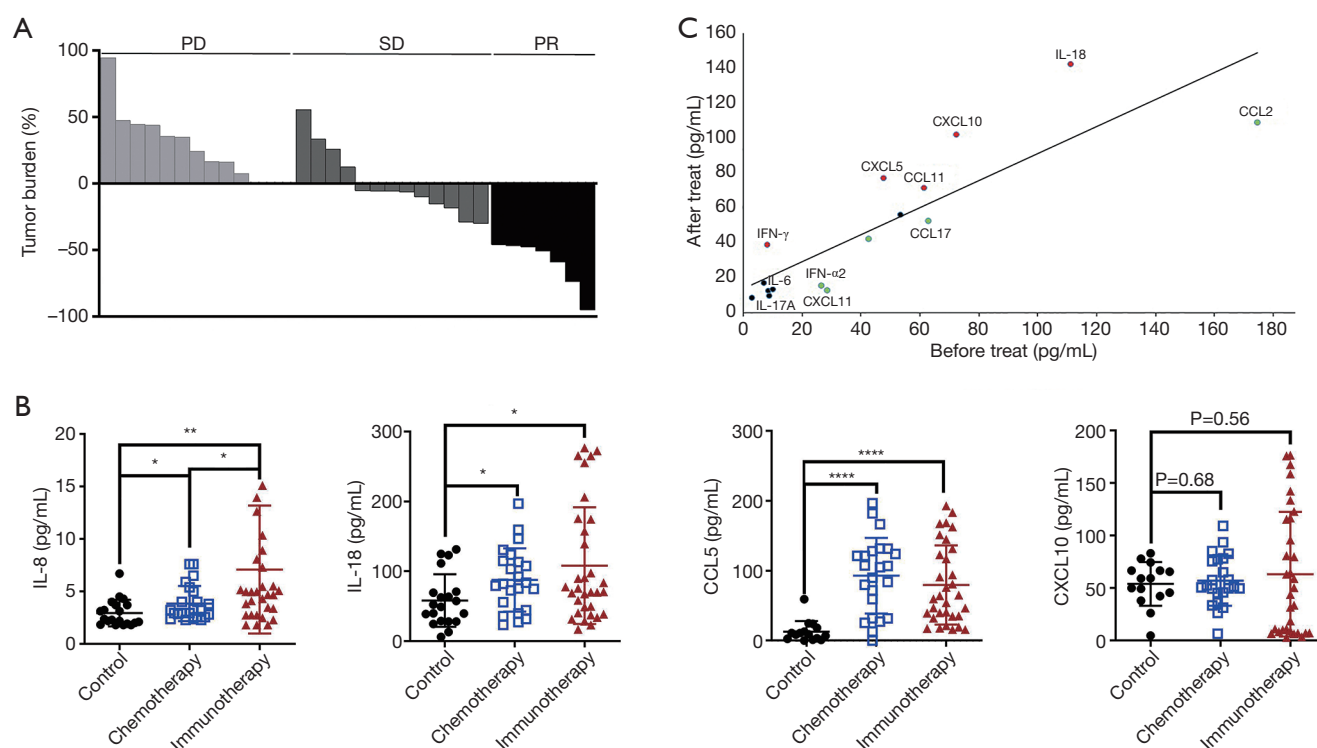 A
PD SD PR
Tumor burden (%)
100
50
0
−50
−100
C
After treat (pg/mL)
160
140
120
100
80
60
40
20
0
IL-18
CCL2
CXCL10
CXCL5
CCL11
CCL17
IFN-γ
IL-6
IFN-α2
IL-17A
CXCL11
0 20 40 60 80 100 120 140 160 180
Before treat (pg/mL)
B
IL-8 (pg/mL)
20
15
10
5
0
**
* *
Control
Chemotherapy
Immunotherapy
IL-18 (pg/mL)
300
200
100
0
*
*
Control
Chemotherapy
Immunotherapy
CCL5 (pg/mL)
300
200
100
0
****
****
Control
Chemotherapy
Immunotherapy
CXCL10 (pg/mL)
200
150
100
50
0
P=0.56
P=0.68
Control
Chemotherapy
Immunotherapy